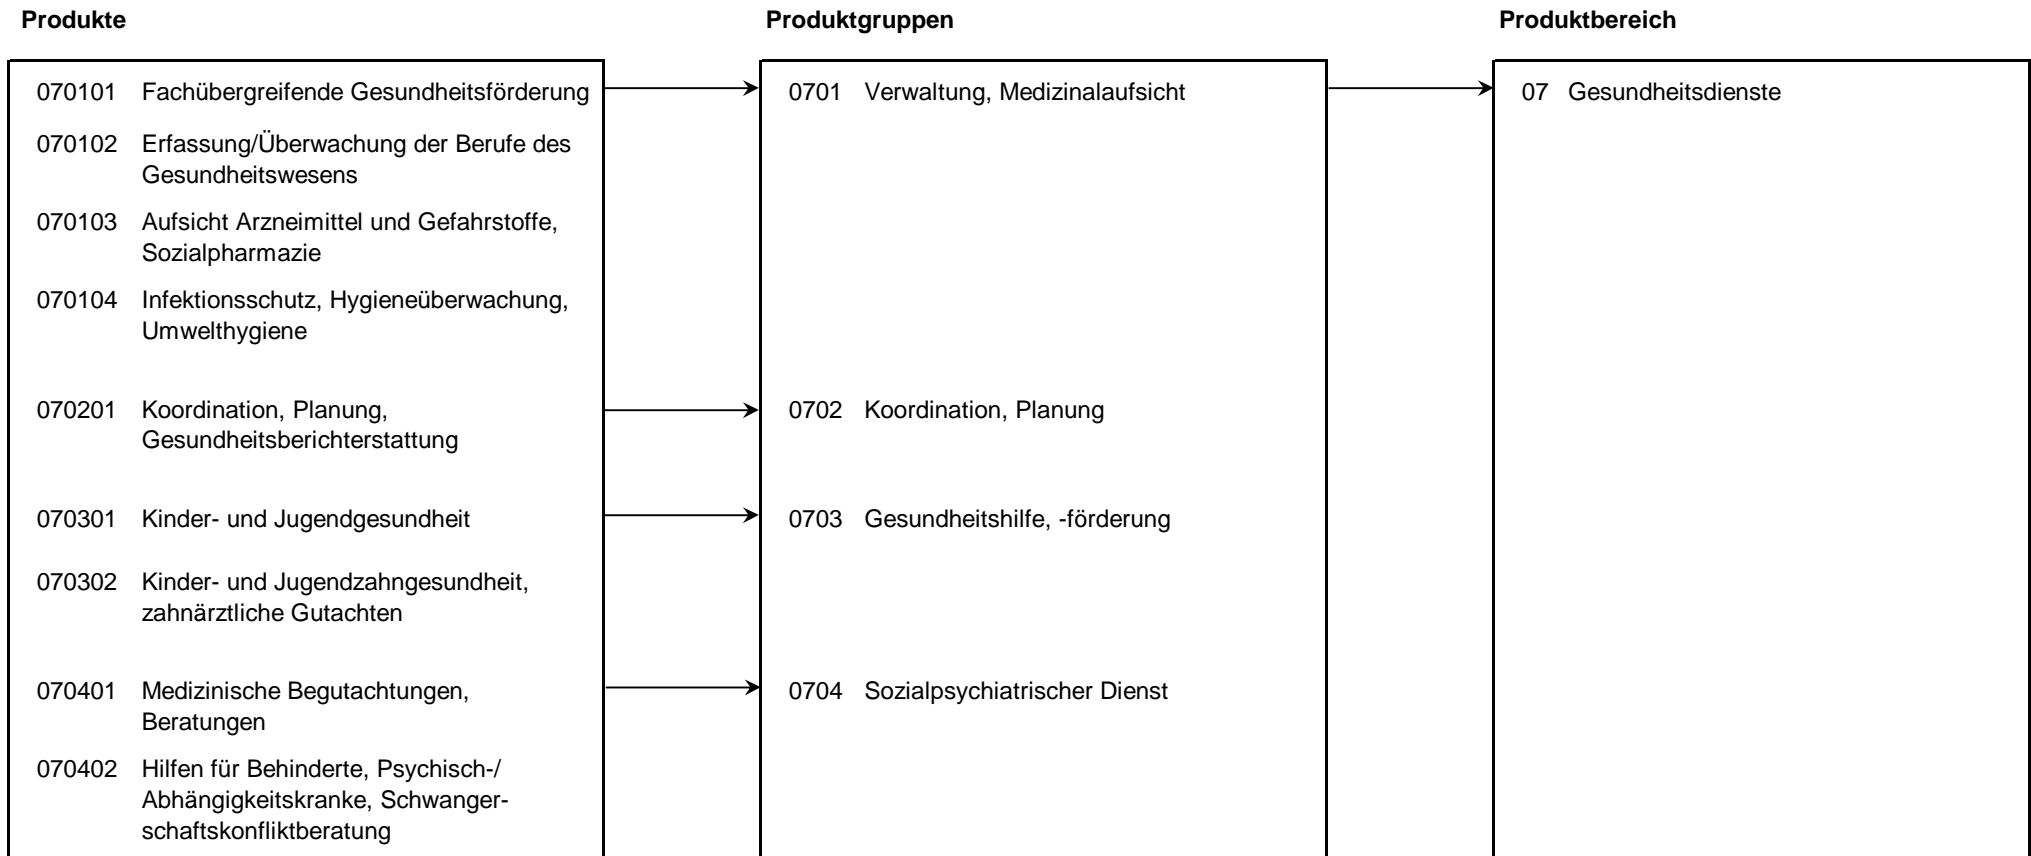 Produkte
Produktgruppen
Produktbereich
070101 Fachübergreifende Gesundheitsförderung
0701 Verwaltung, Medizinalaufsicht
07 Gesundheitsdienste
070102 Erfassung/Überwachung der Berufe des
Gesundheitswesens
070103 Aufsicht Arzneimittel und Gefahrstoffe,
Sozialpharmazie
070104 Infektionsschutz, Hygieneüberwachung,
Umwelthygiene
070201 Koordination, Planung,
Gesundheitsberichterstattung
0702 Koordination, Planung
070301 Kinder- und Jugendgesundheit
0703 Gesundheitshilfe, -förderung
070302 Kinder- und Jugendzahngesundheit,
zahnärztliche Gutachten
070401 Medizinische Begutachtungen,
Beratungen
0704 Sozialpsychiatrischer Dienst
070402 Hilfen für Behinderte, Psychisch-/
Abhängigkeitskranke, Schwanger-
schaftskonfliktberatung